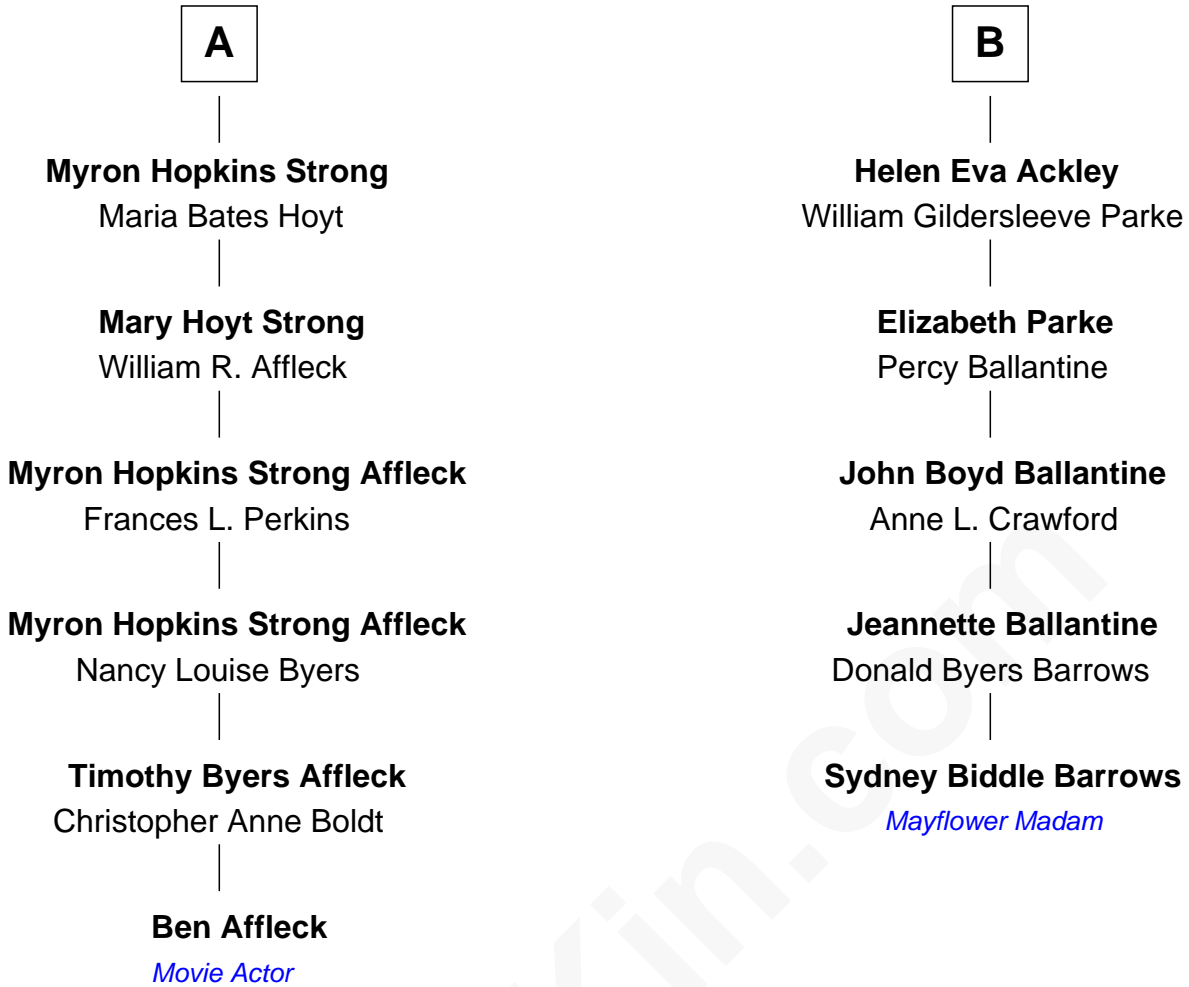 A
Myron Hopkins Strong
Maria Bates Hoyt
Mary Hoyt Strong
William R. Affleck
Myron Hopkins Strong Affleck
Frances L. Perkins
Myron Hopkins Strong Affleck
Nancy Louise Byers
Timothy Byers Affleck
Christopher Anne Boldt
Ben Affleck
Movie Actor
B
Helen Eva Ackley
William Gildersleeve Parke
Elizabeth Parke
Percy Ballantine
John Boyd Ballantine
Anne L. Crawford
Jeannette Ballantine
Donald Byers Barrows
Sydney Biddle Barrows
Mayflower Madam